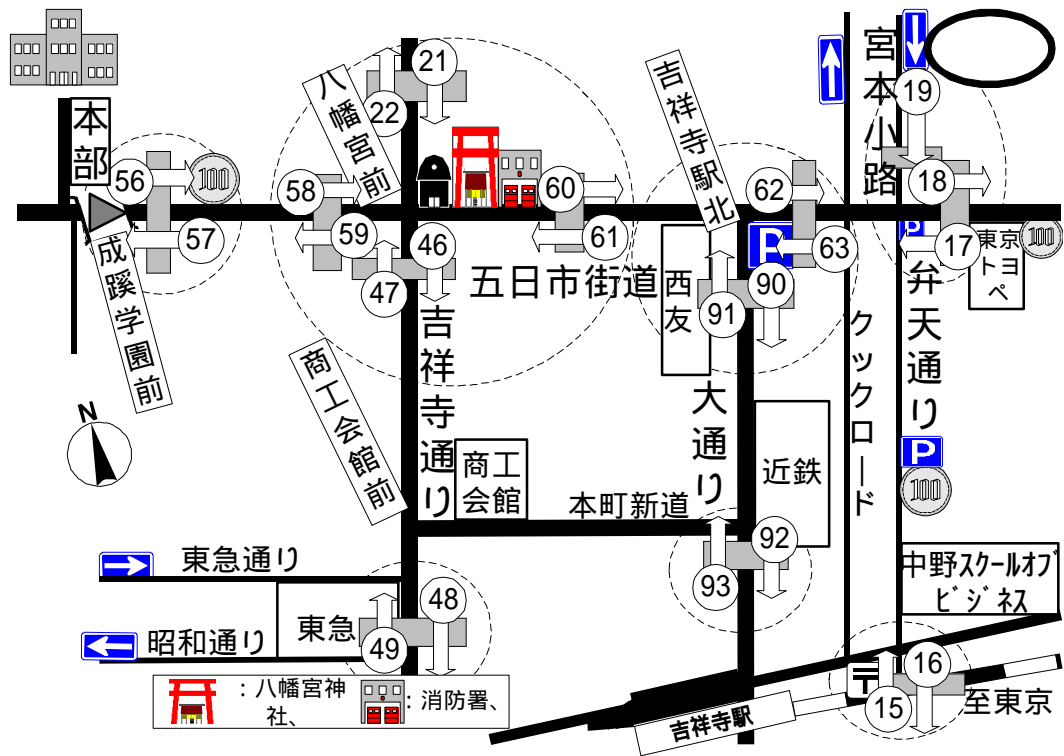 本部
成蹊学園前
八幡宮前
吉祥寺駅北
宮本小路
五日市街道
吉祥寺通り
商工会館前
商工
会館
西友
大通り
近鉄
クックロード
弁天通り
東京
トヨ
ペ
本町新道
東急通り
昭和通り
東急
中野スクールオブ
ビジネス
〒
吉祥寺駅
至東京
:八幡宮神
社、
:消防署、
N
P
P
P
100
100
100
19
21
22
56
57
58
59
60
61
62
63
18
17
46
47
90
91
92
93
48
49
16
15